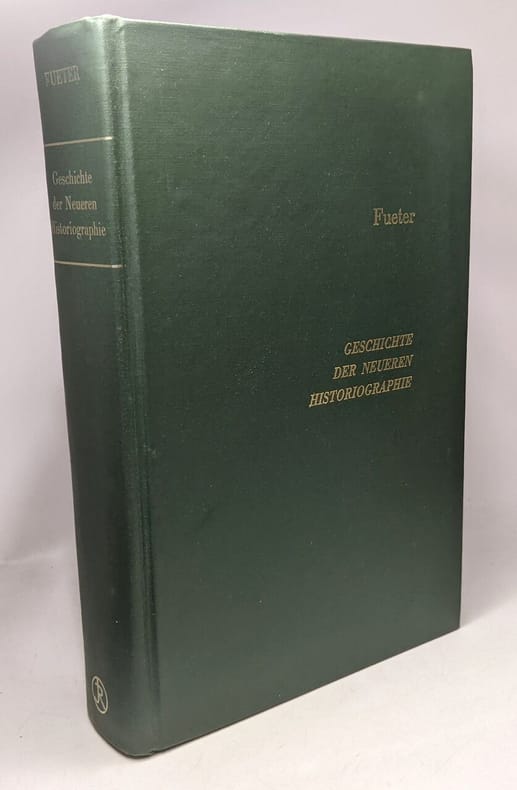 FUETER
Geschichte
der Neueren
Historiographie
Fueter
GESCHICHTE
DER NEUEREN
HISTORIOGRAPHIE